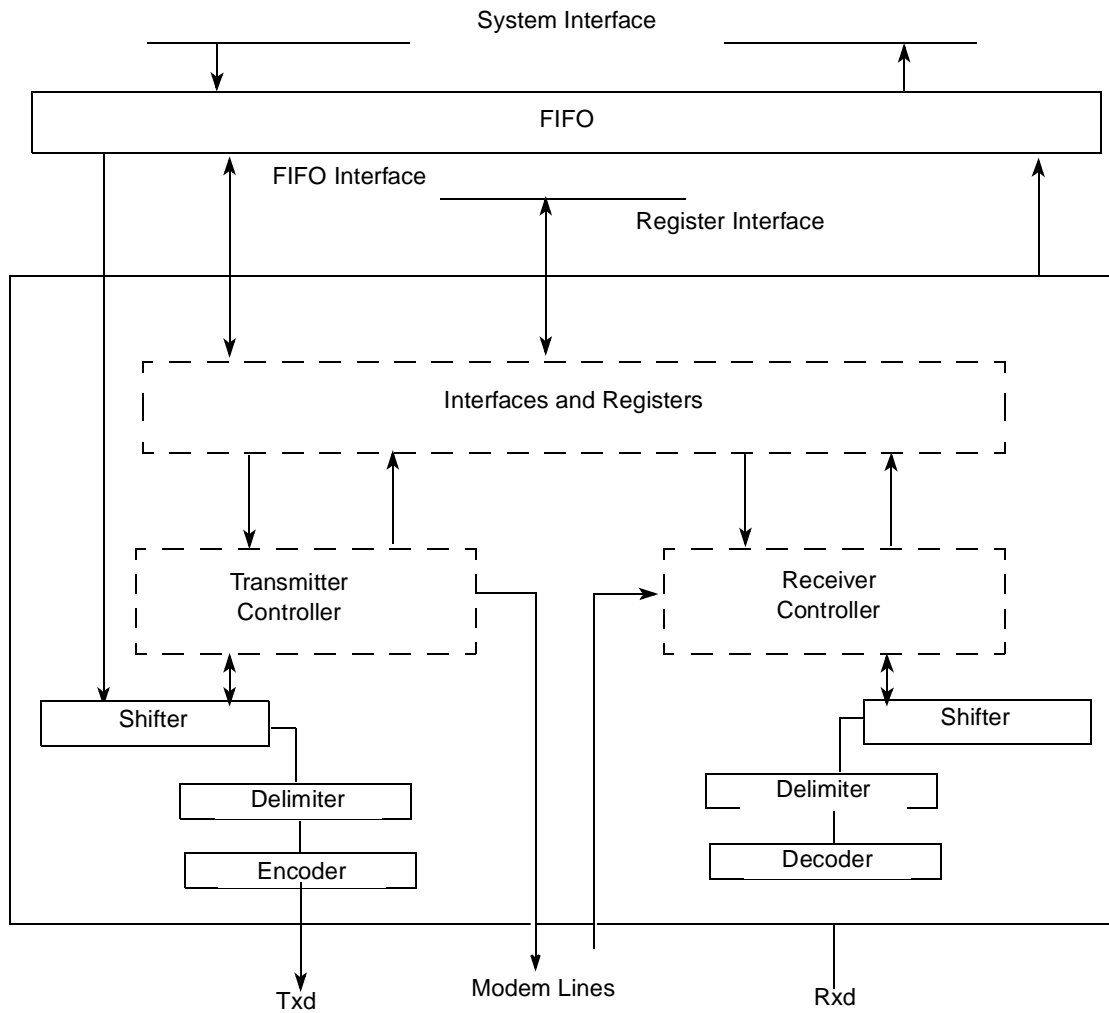 System Interface
FIFO
FIFO Interface
Register Interface
Interfaces and Registers
Transmitter
Controller
Receiver
Controller
Shifter
Shifter
Delimiter
Delimiter
Encoder
Decoder
Txd
Modem Lines
Rxd